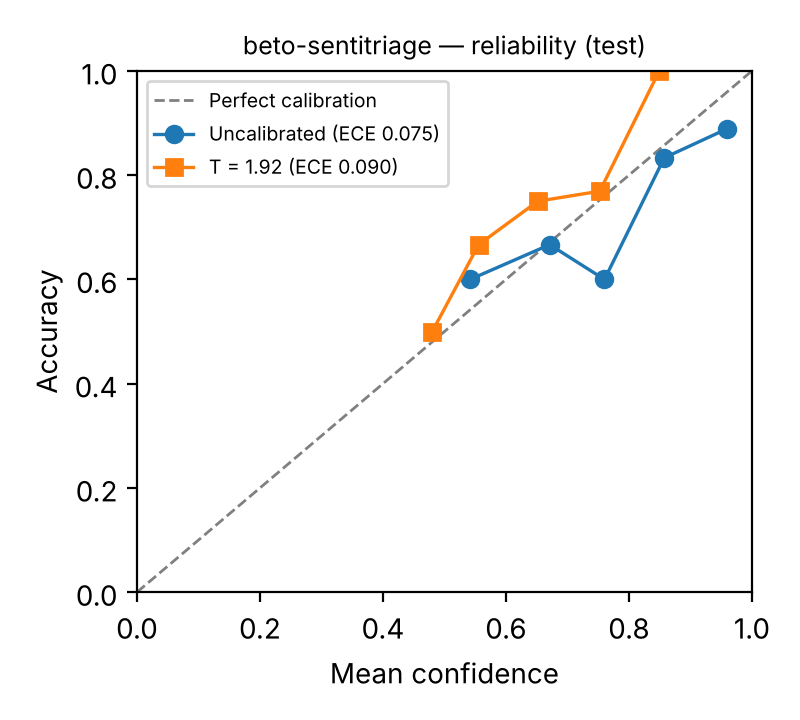 beto-sentitriage — reliability (test)
1.0
0.8
0.6
0.4
0.2
0.0
Accuracy
Perfect calibration
Uncalibrated (ECE 0.075)
T = 1.92 (ECE 0.090)
0.0 0.2 0.4 0.6 0.8 1.0
Mean confidence